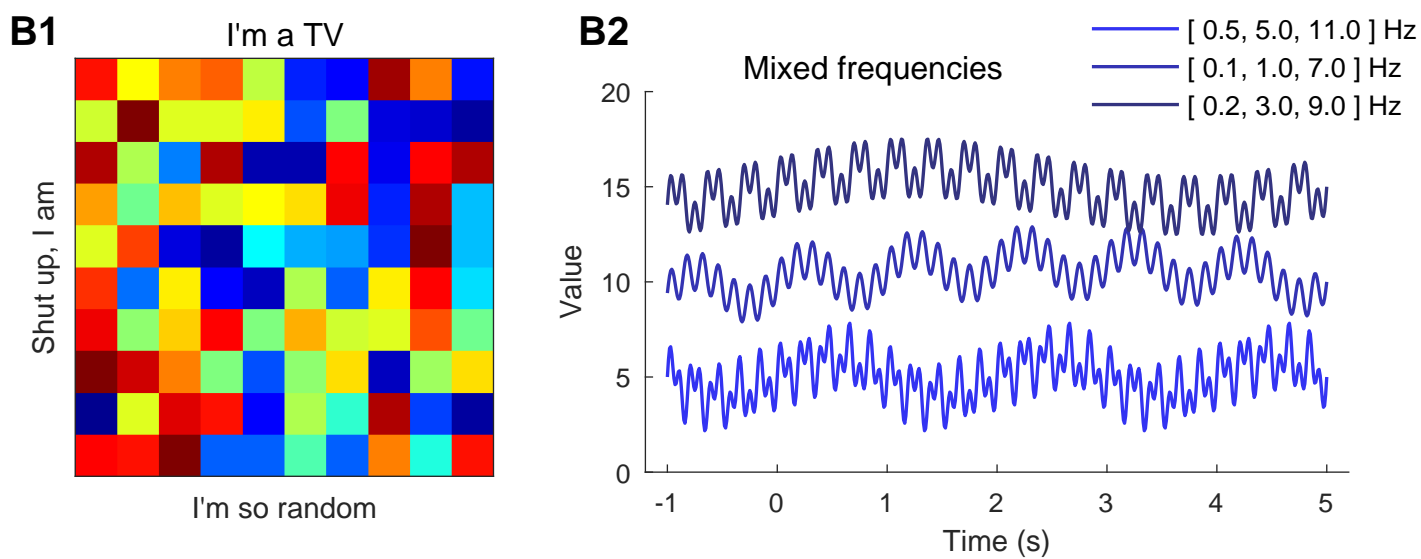 B1
I'm a TV
Shut up, I am
I'm so random
B2
Mixed frequencies
[ 0.5, 5.0, 11.0 ] Hz
[ 0.1, 1.0, 7.0 ] Hz
[ 0.2, 3.0, 9.0 ] Hz
Value
20
15
10
5
0
-1 0 1 2 3 4 5
Time (s)